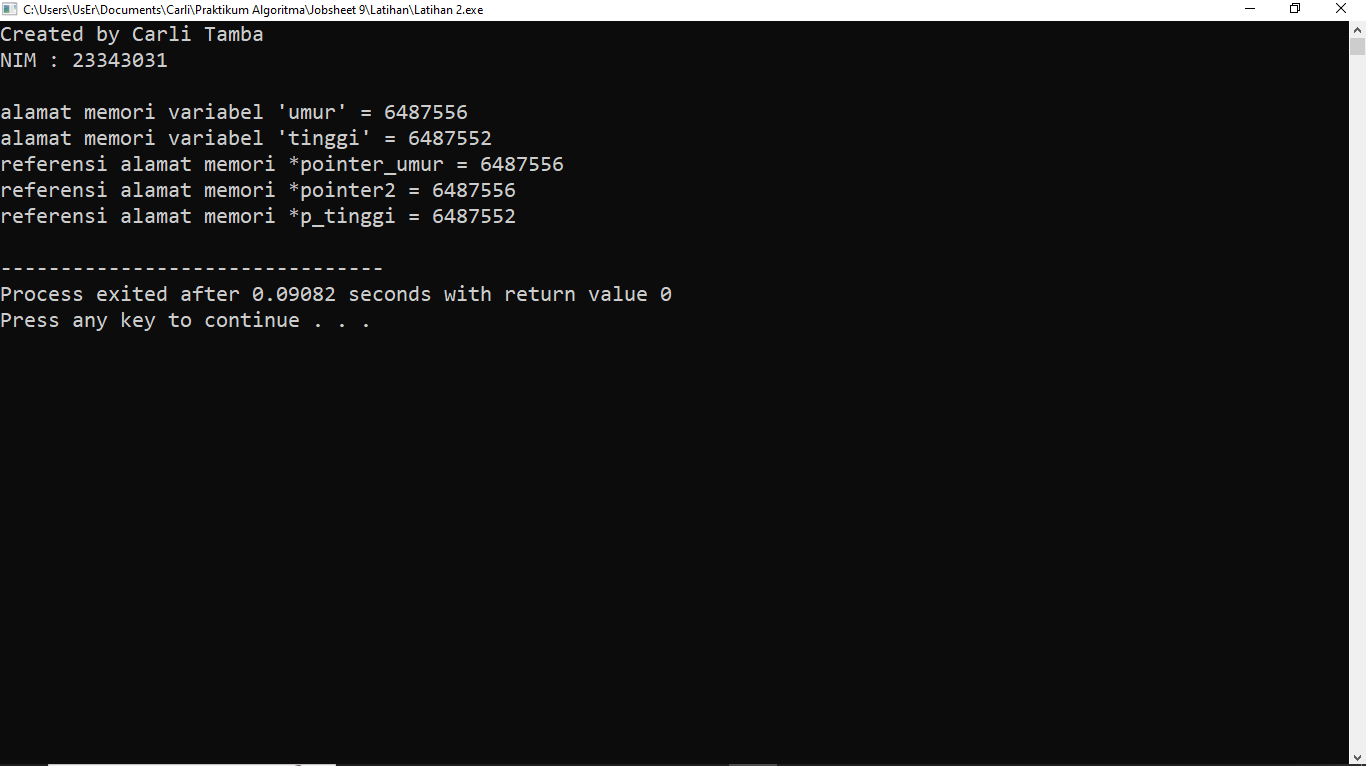 C:\Users\UsEr\Documents\Carli\Praktikum Algoritma\Jobsheet 9\Latihan\Latihan 2.exe
Created by Carli Tamba
NIM : 23343031
alamat memori variabel 'umur' = 6487556
alamat memori variabel 'tinggi' = 6487552
referensi alamat memori *pointer_umur = 6487556
referensi alamat memori *pointer2 = 6487556
referensi alamat memori *p_tinggi = 6487552
--------------------------------
Process exited after 0.09082 seconds with return value 0
Press any key to continue . . .